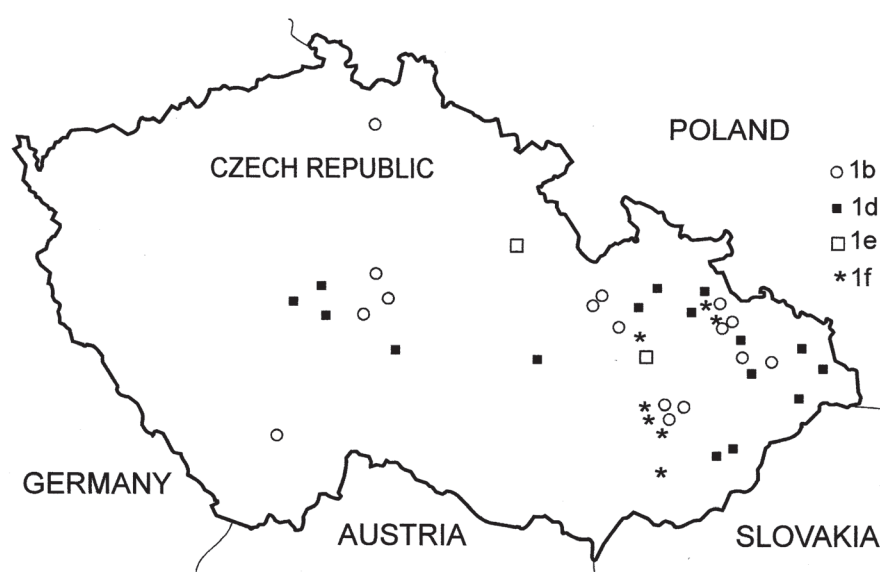 POLAND
CZECH REPUBLIC
1b
1d
1e
1f
GERMANY
AUSTRIA
SLOVAKIA